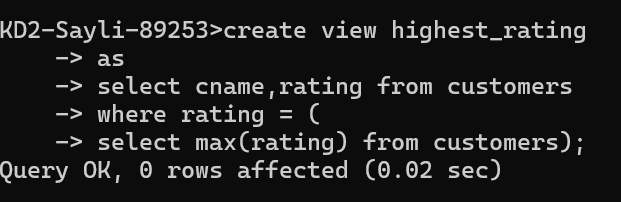 KD2-Sayli-89253>create view highest_rating
-> as
-> select cname,rating from customers
-> where rating = (
-> select max(rating) from customers);
Query OK, 0 rows affected (0.02 sec)